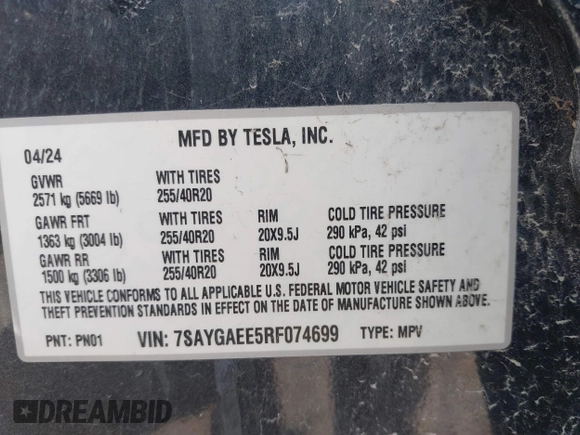 MFD BY TESLA, INC.
04/24
GVWR WITH TIRES
2571 kg (5669 lb) 255/40R20
GAWR FRT WITH TIRES RIM COLD TIRE PRESSURE
1363 kg (3004 lb) 255/40R20 20X9.5J 290 kPa, 42 psi
GAWR RR WITH TIRES RIM COLD TIRE PRESSURE
1500 kg (3306 lb) 255/40R20 20X9.5J 290 kPa, 42 psi
THIS VEHICLE CONFORMS TO ALL APPLICABLE U.S. FEDERAL MOTOR VEHICLE SAFETY AND
THEFT PREVENTION STANDARDS IN EFFECT ON THE DATE OF MANUFACTURE SHOWN ABOVE.
PNT: PN01 VIN: 7SAYGAEE5RF074699 TYPE: MPV
DREAMBID